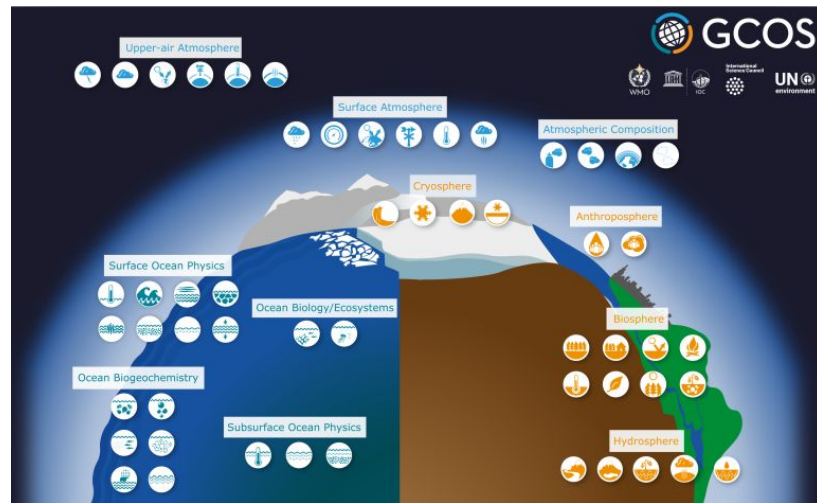 GCOS
WMO
IOC
International
Science Council
UN
environment
Upper-air Atmosphere
Surface Atmosphere
Atmospheric Composition
Cryosphere
Anthroposphere
Surface Ocean Physics
Ocean Biology/Ecosystems
Biosphere
Ocean Biogeochemistry
Subsurface Ocean Physics
Hydrosphere